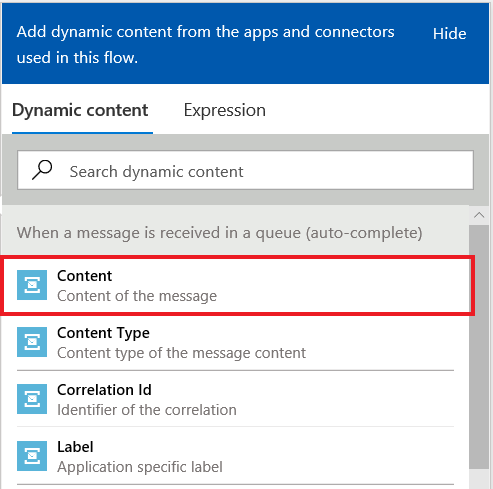 Add dynamic content from the apps and connectors
used in this flow.
Hide
Dynamic content
Expression
Search dynamic content
When a message is received in a queue (auto-complete)
Content
Content of the message
Content Type
Content type of the message content
Correlation Id
Identifier of the correlation
Label
Application specific label